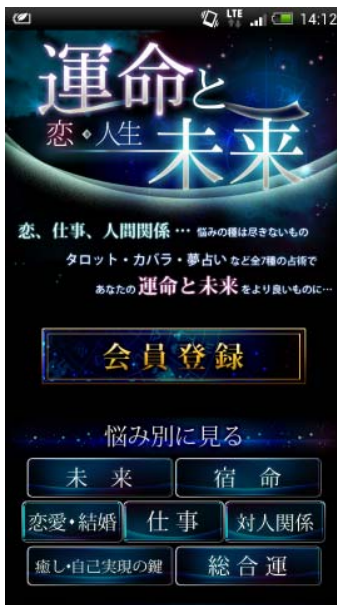 LTE 14:12
運命と
恋・人生
未来
恋、仕事、人間関係… 悩みの種は尽きないもの
タロット・カバラ・夢占い など全7種の占術で
あなたの運命と未来をより良いものに…
会員登録
悩み別に見る
未来 宿命
恋愛・結婚 仕事 対人関係
癒し・自己実現の鍵 総合運